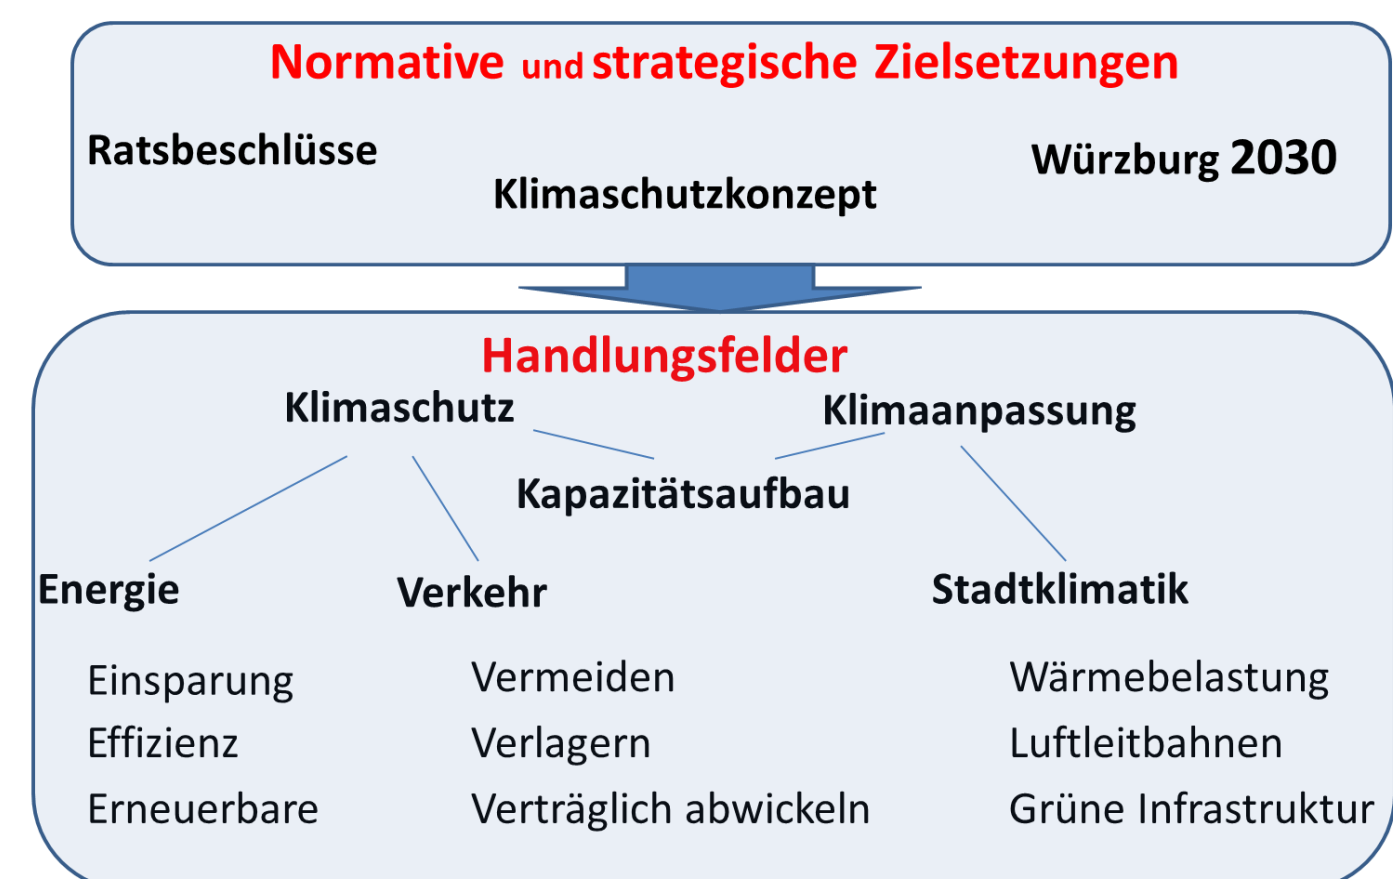 Normative und strategische Zielsetzungen
Ratsbeschlüsse
Klimaschutzkonzept
Würzburg 2030
Handlungsfelder
Klimaschutz
Klimaanpassung
Kapazitätsaufbau
Energie
Verkehr
Stadtklimatik
Einsparung
Effizienz
Erneuerbare
Vermeiden
Verlagern
Verträglich abwickeln
Wärmebelastung
Luftleitbahnen
Grüne Infrastruktur